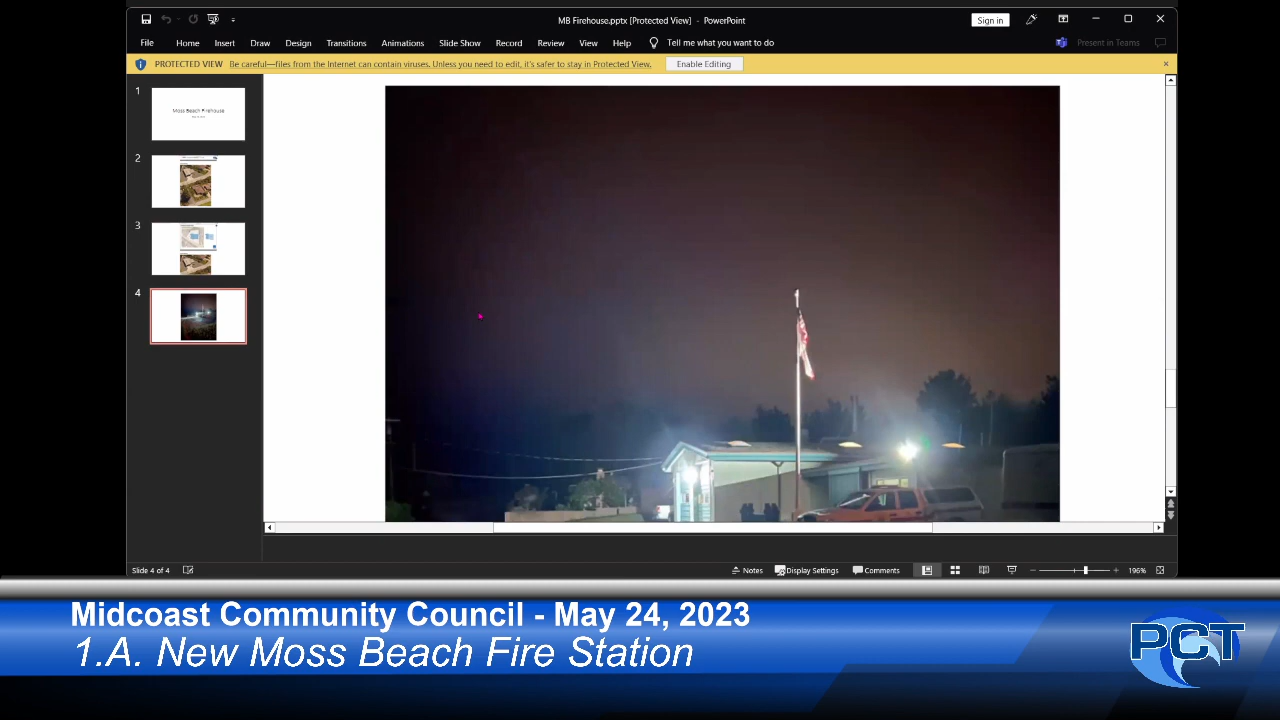 MB Firehouse.pptx [Protected View] - PowerPoint
Sign in
File Home Insert Draw Design Transitions Animations Slide Show Record Review View Help Tell me what you want to do Present in Teams
PROTECTED VIEW Be careful—files from the Internet can contain viruses. Unless you need to edit, it's safer to stay in Protected View. Enable Editing
1
Moss Beach Firehouse
2
3
4
Slide 4 of 4 Notes Display Settings Comments 196%
Midcoast Community Council - May 24, 2023
1.A. New Moss Beach Fire Station
PCT